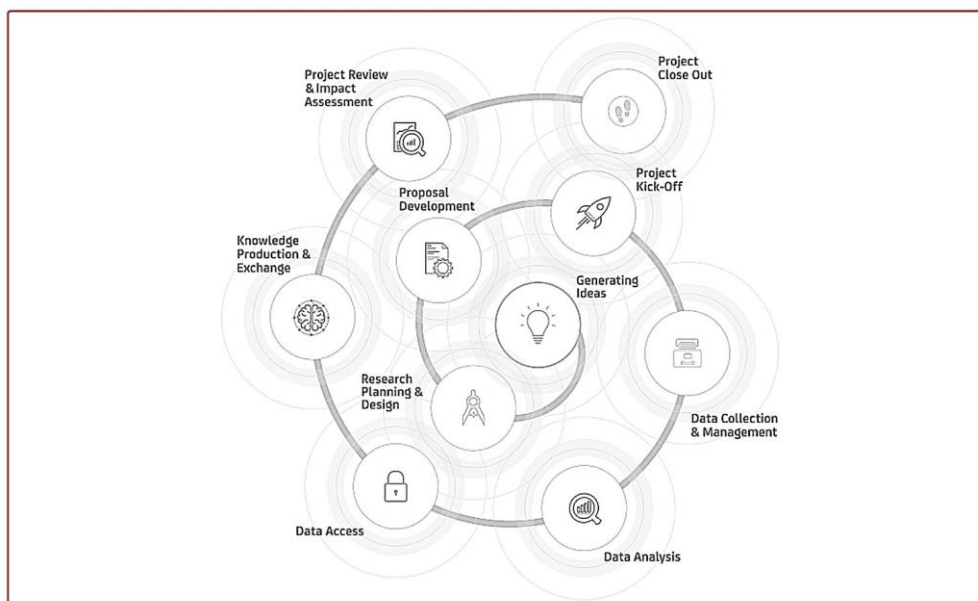 Project Review
& Impact
Assessment
Project
Close Out
Proposal
Development
Project
Kick-Off
Knowledge
Production &
Exchange
Generating
Ideas
Research
Planning &
Design
Data Collection
& Management
Data Access
Data Analysis